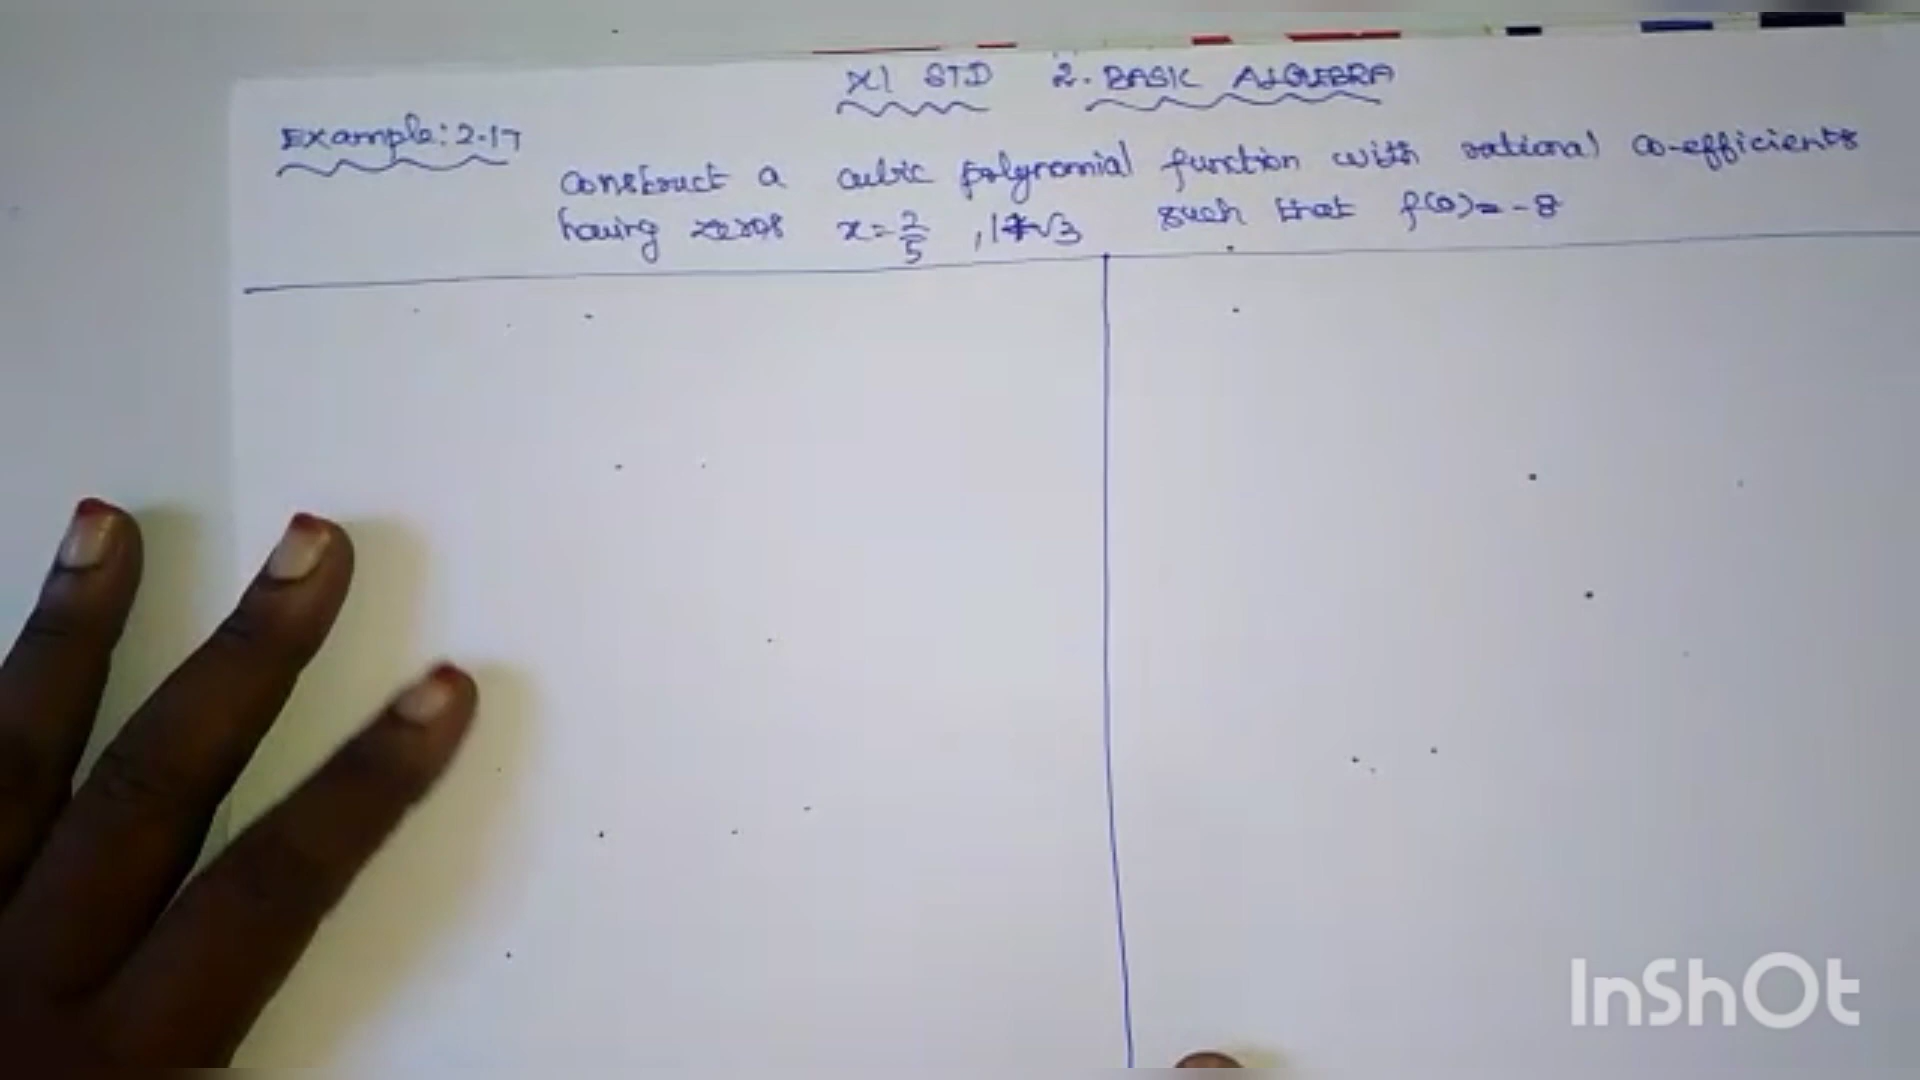 XI STD 2. BASIC ALGEBRA
Example: 2.17
Construct a cubic polynomial function with rational co-efficients
having zeros x = 2/5 , 1+√3 such that f(0) = -8
InShOt